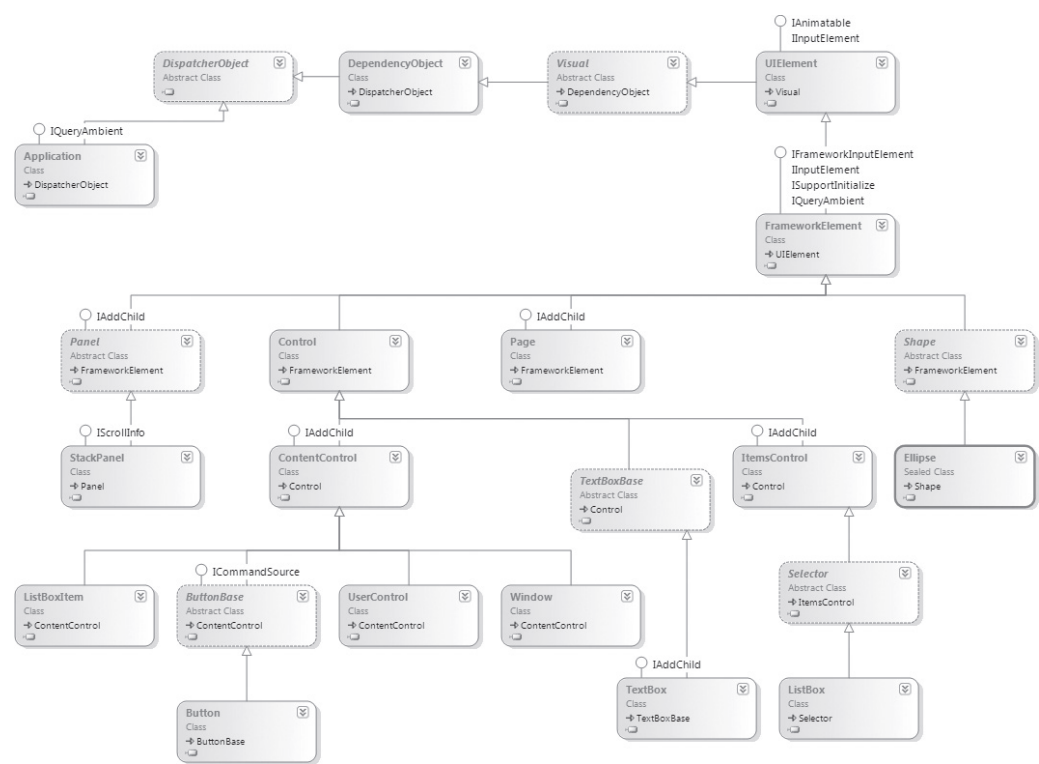 IAnimatable
IInputElement
DispatcherObject
Abstract Class
DependencyObject
Class
DispatcherObject
Visual
Abstract Class
DependencyObject
UIElement
Class
Visual
IQueryAmbient
Application
Class
DispatcherObject
IFrameworkInputElement
IInputElement
ISupportInitialize
IQueryAmbient
FrameworkElement
Class
UIElement
IAddChild
Panel
Abstract Class
FrameworkElement
Control
Class
FrameworkElement
IAddChild
Page
Class
FrameworkElement
Shape
Abstract Class
FrameworkElement
IScrollInfo
StackPanel
Class
Panel
IAddChild
ContentControl
Class
Control
TextBoxBase
Abstract Class
Control
IAddChild
ItemsControl
Class
Control
Ellipse
Sealed Class
Shape
ListBoxItem
Class
ContentControl
ICommandSource
ButtonBase
Abstract Class
ContentControl
UserControl
Class
ContentControl
Window
Class
ContentControl
Selector
Abstract Class
ItemsControl
Button
Class
ButtonBase
IAddChild
TextBox
Class
TextBoxBase
ListBox
Class
Selector